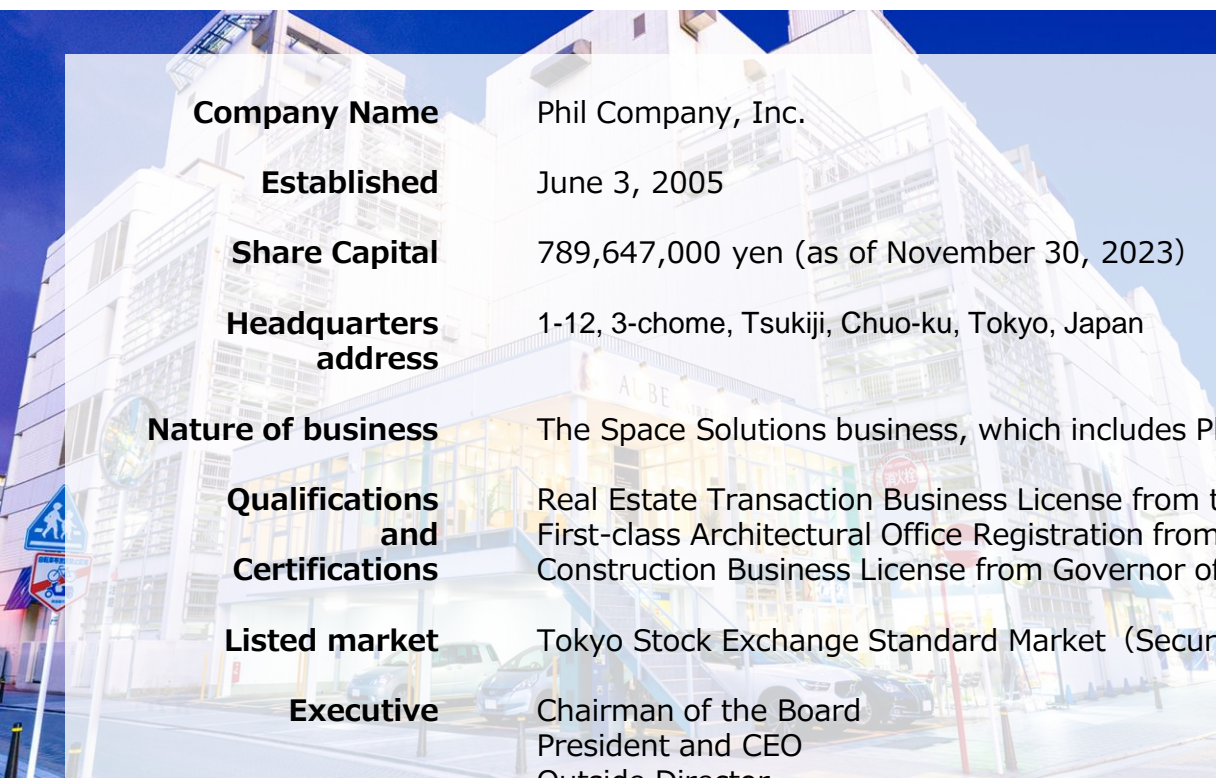 Company Name Phil Company, Inc.
Established June 3, 2005
Share Capital 789,647,000 yen (as of November 30, 2023）
Headquarters address 1-12, 3-chome, Tsukiji, Chuo-ku, Tokyo, Japan
Nature of business The Space Solutions business, which includes
Qualifications and Certifications Real Estate Transaction Business License from
First-class Architectural Office Registration from
Construction Business License from Governor of
Listed market Tokyo Stock Exchange Standard Market（
Executive Chairman of the Board
President and CEO
Outside Director
AUBE